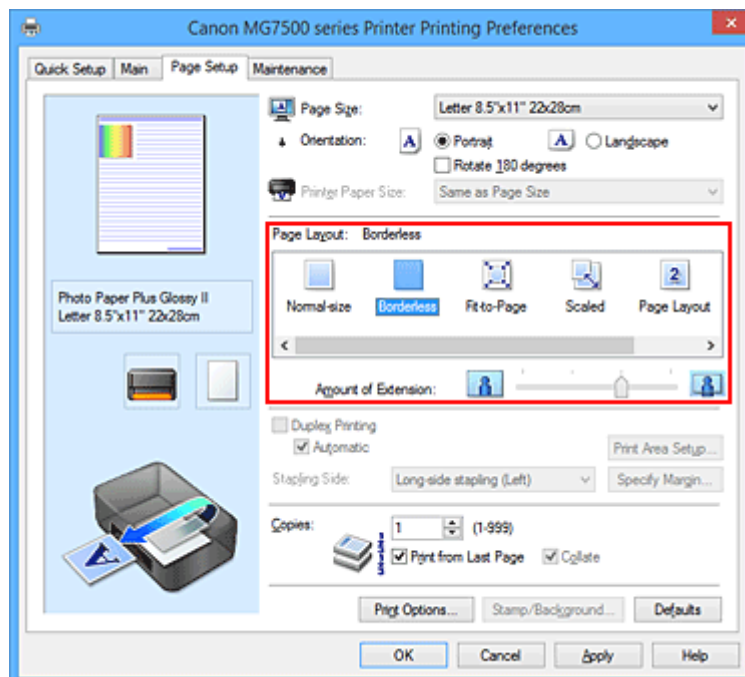 Canon MG7500 series Printer Printing Preferences
Quick Setup Main Page Setup Maintenance
Page Size: Letter 8.5"x11" 22x28cm
Orientation: A Portrait A Landscape
Rotate 180 degrees
Printer Paper Size: Same as Page Size
Page Layout: Borderless
2
Normal-size Borderless Fit-to-Page Scaled Page Layout
Photo Paper Plus Glossy II
Letter 8.5"x11" 22x28cm
Amount of Extension:
Duplex Printing
Automatic Print Area Setup...
Stapling Side: Long-side stapling (Left) Specify Margin...
Copies: 1 (1-999)
Print from Last Page Collate
A
Print Options... Stamp/Background... Defaults
OK Cancel Apply Help